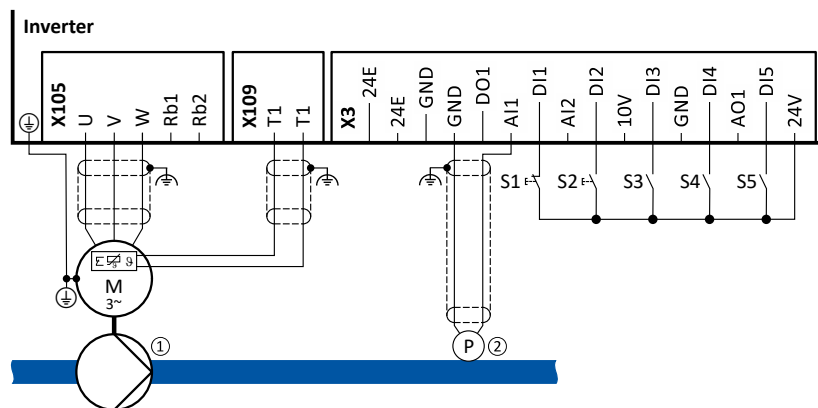 Inverter
X105
U
V
W
Rb1
Rb2
X109
T1
T1
X3
24E
24E
GND
GND
DO1
AI1
DI1
AI2
DI2
10V
DI3
GND
DI4
AO1
DI5
24V
S1
S2
S3
S4
S5
ϑ
M
3~
1
P
2